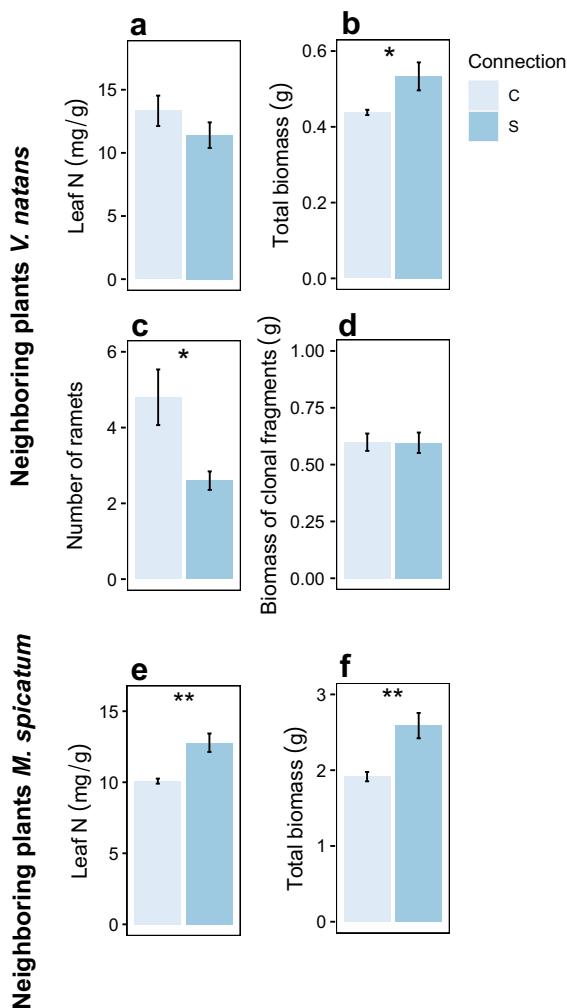 a
15
10
5
0
Leaf N (mg/g)
b
*
0.6
0.4
0.2
0.0
Total biomass (g)
Connection
C
S
Neighboring plants V. natans
c
*
6
4
2
0
Number of ramets
d
1.00
0.75
0.50
0.25
0.00
Biomass of clonal fragments (g)
Neighboring plants M. spicatum
e
**
15
10
5
0
Leaf N (mg/g)
f
**
3
2
1
0
Total biomass (g)